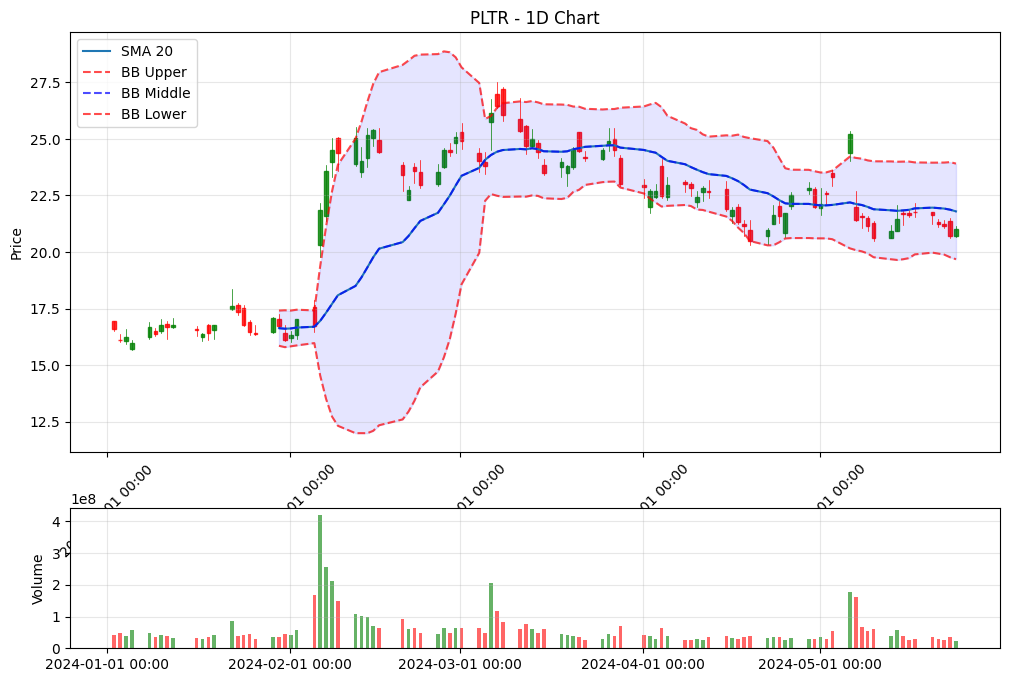 PLTR - 1D Chart
SMA 20
BB Upper
BB Middle
BB Lower
Price
27.5
25.0
22.5
20.0
17.5
15.0
12.5
01 00:00
01 00:00
01 00:00
01 00:00
01 00:00
1e8
Volume
4
3
2
1
0
2024-01-01 00:00
2024-02-01 00:00
2024-03-01 00:00
2024-04-01 00:00
2024-05-01 00:00